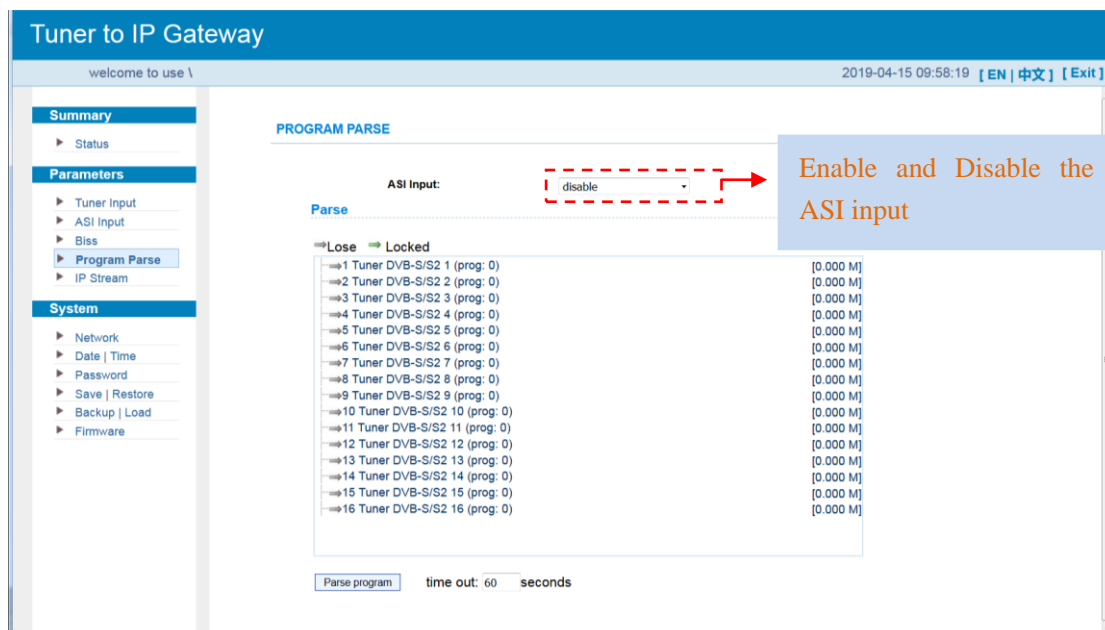 Tuner to IP Gateway
welcome to use \
2019-04-15 09:58:19 [ EN | 中文 ] [ Exit ]
Summary
Status
Parameters
Tuner Input
ASI Input
Biss
Program Parse
IP Stream
System
Network
Date | Time
Password
Save | Restore
Backup | Load
Firmware
PROGRAM PARSE
ASI Input: disable
Enable and Disable the
ASI input
Parse
Lose Locked
1 Tuner DVB-S/S2 1 (prog: 0) [0.000 M]
2 Tuner DVB-S/S2 2 (prog: 0) [0.000 M]
3 Tuner DVB-S/S2 3 (prog: 0) [0.000 M]
4 Tuner DVB-S/S2 4 (prog: 0) [0.000 M]
5 Tuner DVB-S/S2 5 (prog: 0) [0.000 M]
6 Tuner DVB-S/S2 6 (prog: 0) [0.000 M]
7 Tuner DVB-S/S2 7 (prog: 0) [0.000 M]
8 Tuner DVB-S/S2 8 (prog: 0) [0.000 M]
9 Tuner DVB-S/S2 9 (prog: 0) [0.000 M]
10 Tuner DVB-S/S2 10 (prog: 0) [0.000 M]
11 Tuner DVB-S/S2 11 (prog: 0) [0.000 M]
12 Tuner DVB-S/S2 12 (prog: 0) [0.000 M]
13 Tuner DVB-S/S2 13 (prog: 0) [0.000 M]
14 Tuner DVB-S/S2 14 (prog: 0) [0.000 M]
15 Tuner DVB-S/S2 15 (prog: 0) [0.000 M]
16 Tuner DVB-S/S2 16 (prog: 0) [0.000 M]
Parse program time out: 60 seconds